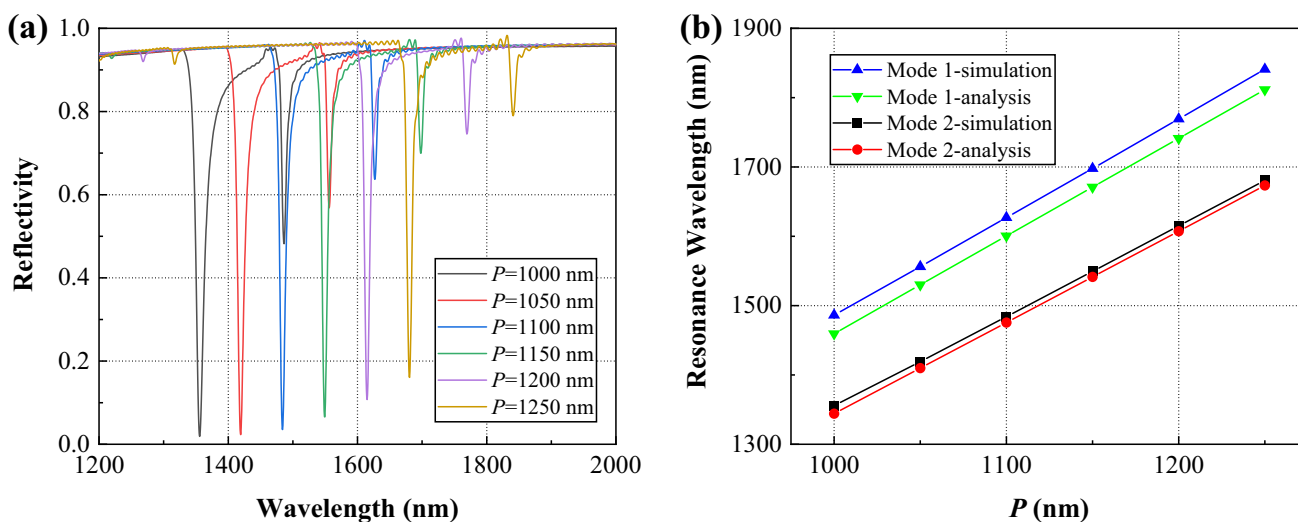 (a)
Reflectivity
1.0
0.8
0.6
0.4
0.2
0.0
1200
1400
1600
1800
2000
Wavelength (nm)
P=1000 nm
P=1050 nm
P=1100 nm
P=1150 nm
P=1200 nm
P=1250 nm
(b)
Resonance Wavelength (nm)
1900
1700
1500
1300
1000
1100
1200
P (nm)
Mode 1-simulation
Mode 1-analysis
Mode 2-simulation
Mode 2-analysis